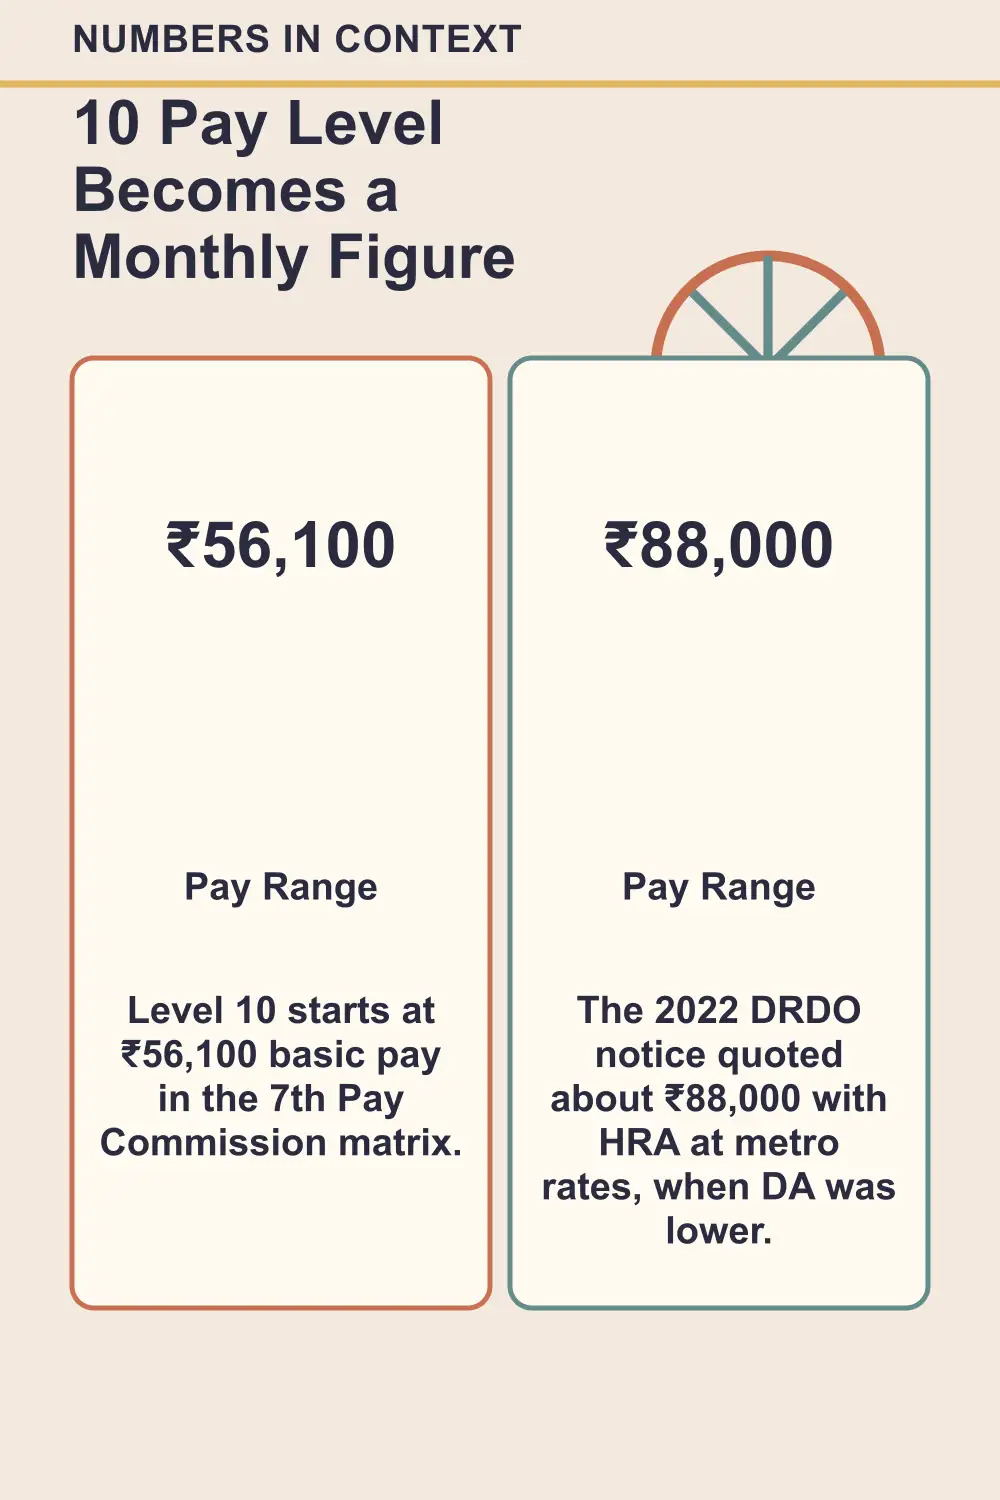 NUMBERS IN CONTEXT
10 Pay Level
Becomes a
Monthly Figure
₹56,100
Pay Range
Level 10 starts at
₹56,100 basic pay
in the 7th Pay
Commission matrix.
₹88,000
Pay Range
The 2022 DRDO
notice quoted
about ₹88,000 with
HRA at metro
rates, when DA was
lower.